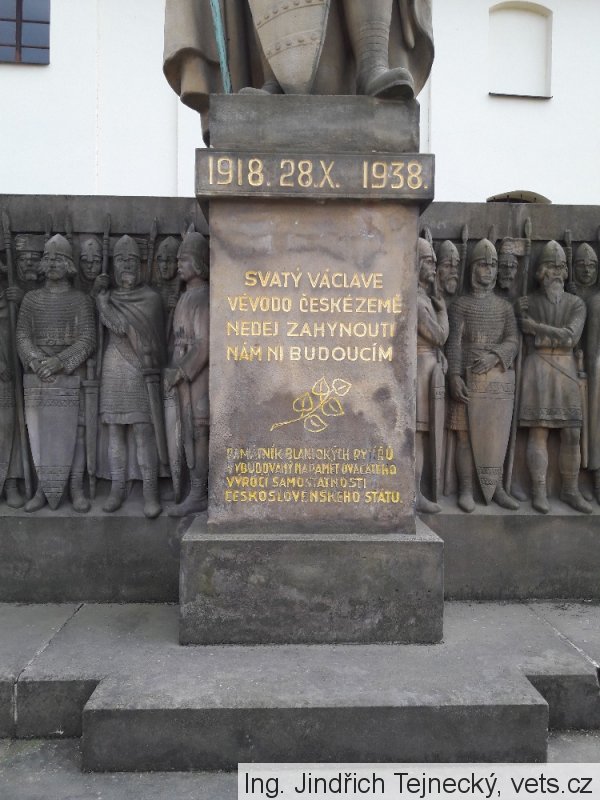 1918. 28.X. 1938.
SVATÝ VÁCLAVE
VÉVODO ČESKÉ ZEMĚ
NEDEJ ZAHYNOUTI
NÁM NI BUDOUCÍM
PAMÁTNÍK BLANICKÝCH RYTÍŘŮ
VYBUDOVANÝ NA PAMĚŤ DVACÁTÉHO
VÝROČÍ SAMOSTATNOSTI
ČESKOSLOVENSKÉHO STÁTU.
Ing. Jindřich Tejnecký, vets.cz